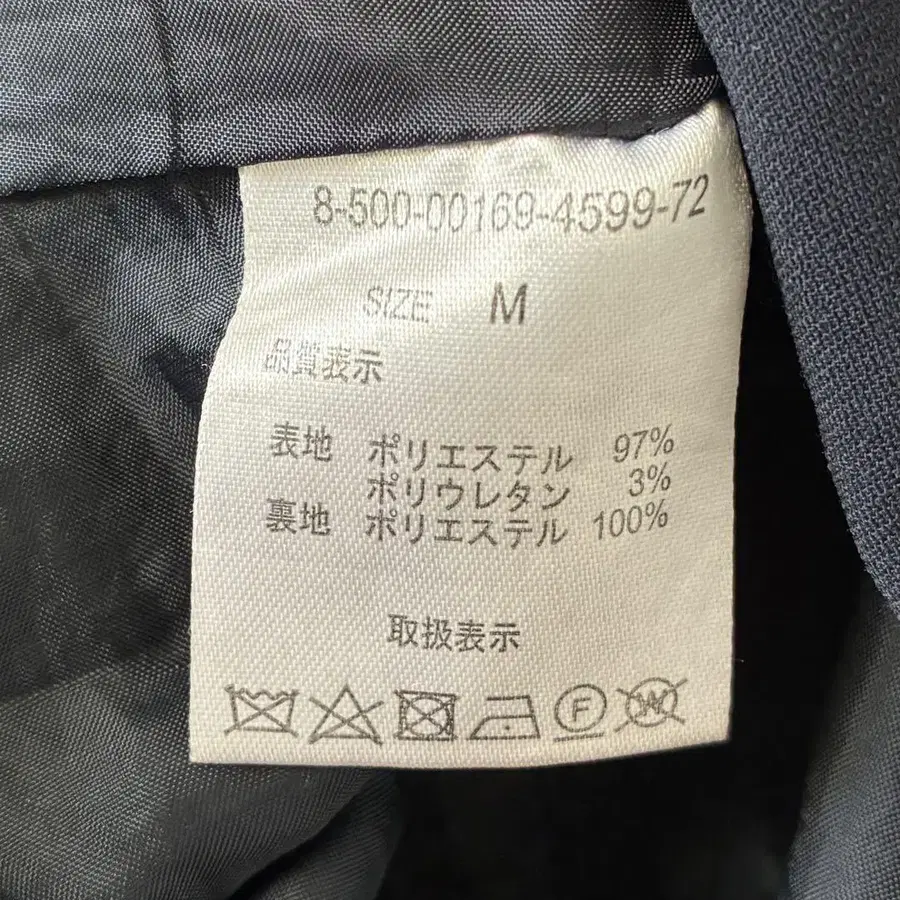 8-500-00169-4599-72
SIZE M
品質表示
表地 ポリエステル 97%
ポリウレタン 3%
裏地 ポリエステル 100%
取扱表示
F W